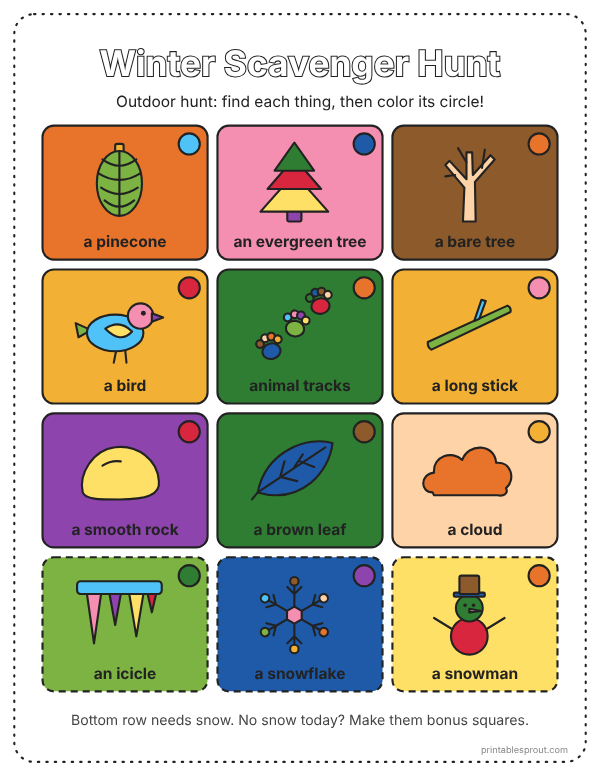 Winter Scavenger Hunt
Outdoor hunt: find each thing, then color its circle!
a pinecone
an evergreen tree
a bare tree
a bird
animal tracks
a long stick
a smooth rock
a brown leaf
a cloud
an icicle
a snowflake
a snowman
Bottom row needs snow. No snow today? Make them bonus squares.
printablesprout.com